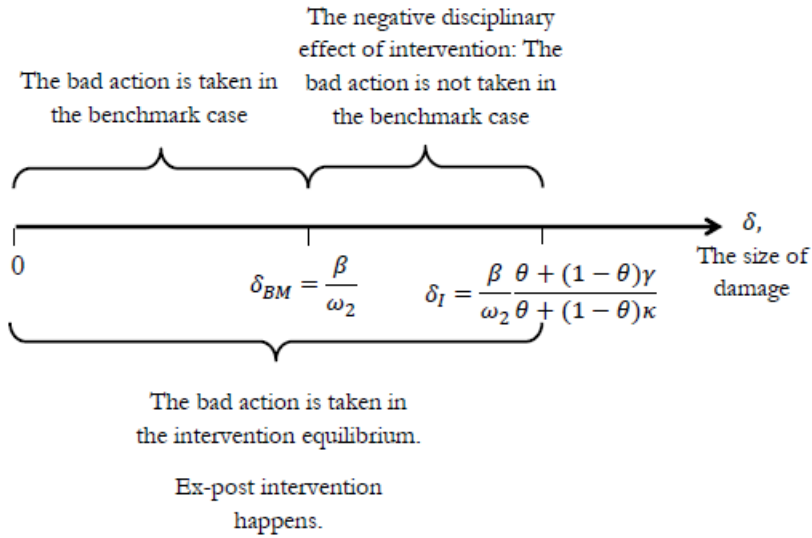 The negative disciplinary
effect of intervention: The
bad action is not taken in
the benchmark case
The bad action is taken in
the benchmark case
δ,
The size of
damage
0
δ_BM = β/ω₂
δ_I = β/ω₂ (θ + (1 − θ)γ)/(θ + (1 − θ)κ)
The bad action is taken in
the intervention equilibrium.
Ex-post intervention
happens.